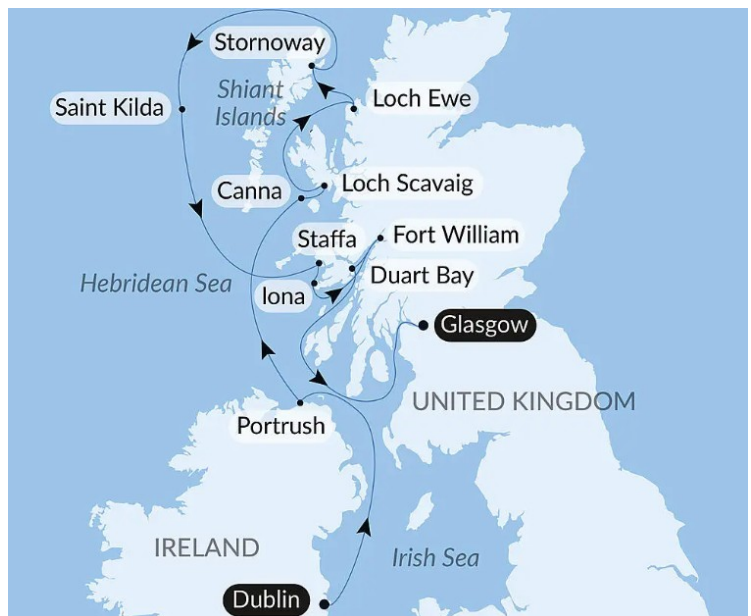 Stornoway
Shiant
Islands
Saint Kilda
Loch Ewe
Loch Scavaig
Canna
Staffa
Fort William
Hebridean Sea
Duart Bay
Iona
Glasgow
UNITED KINGDOM
Portrush
IRELAND
Irish Sea
Dublin